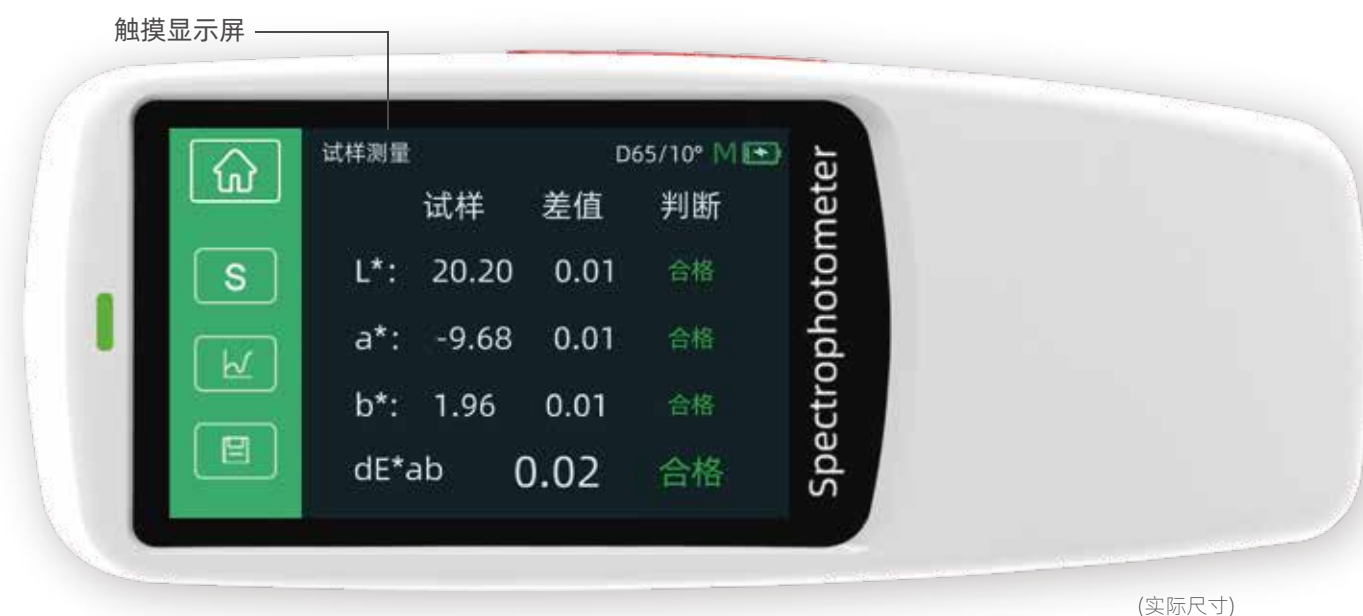 触摸显示屏
试样测量 D65/10° M
试样 差值 判断
S
L*: 20.20 0.01 合格
a*: -9.68 0.01 合格
b*: 1.96 0.01 合格
dE*ab 0.02 合格
Spectrophotometer
(实际尺寸)